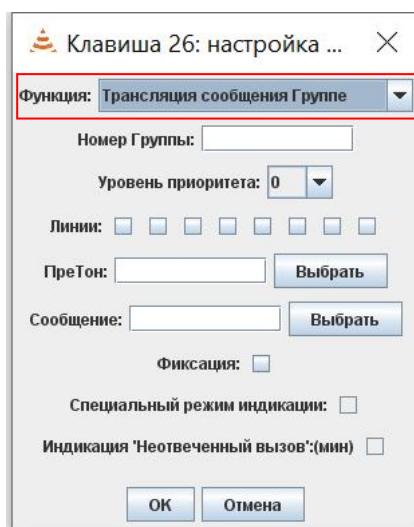 Клавиша 26: настройка ...
Функция: Трансляция сообщения Группе
Номер Группы:
Уровень приоритета: 0
Линии:
ПреТон: Выбрать
Сообщение: Выбрать
Фиксация:
Специальный режим индикации:
Индикация 'Неотвеченный вызов':(мин)
ОК Отмена